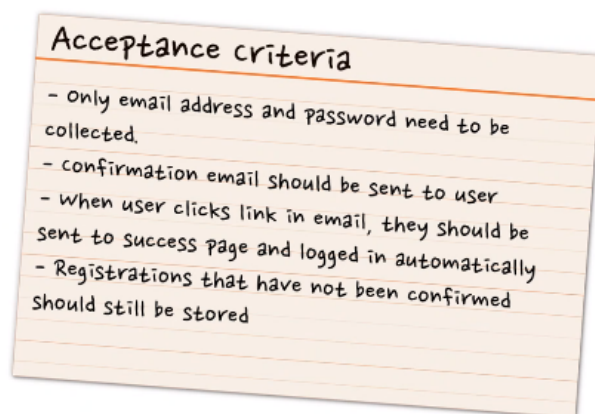 Acceptance criteria
- Only email address and password need to be
collected.
- confirmation email should be sent to user
- when user clicks link in email, they should be
sent to success page and logged in automatically
- Registrations that have not been confirmed
should still be stored